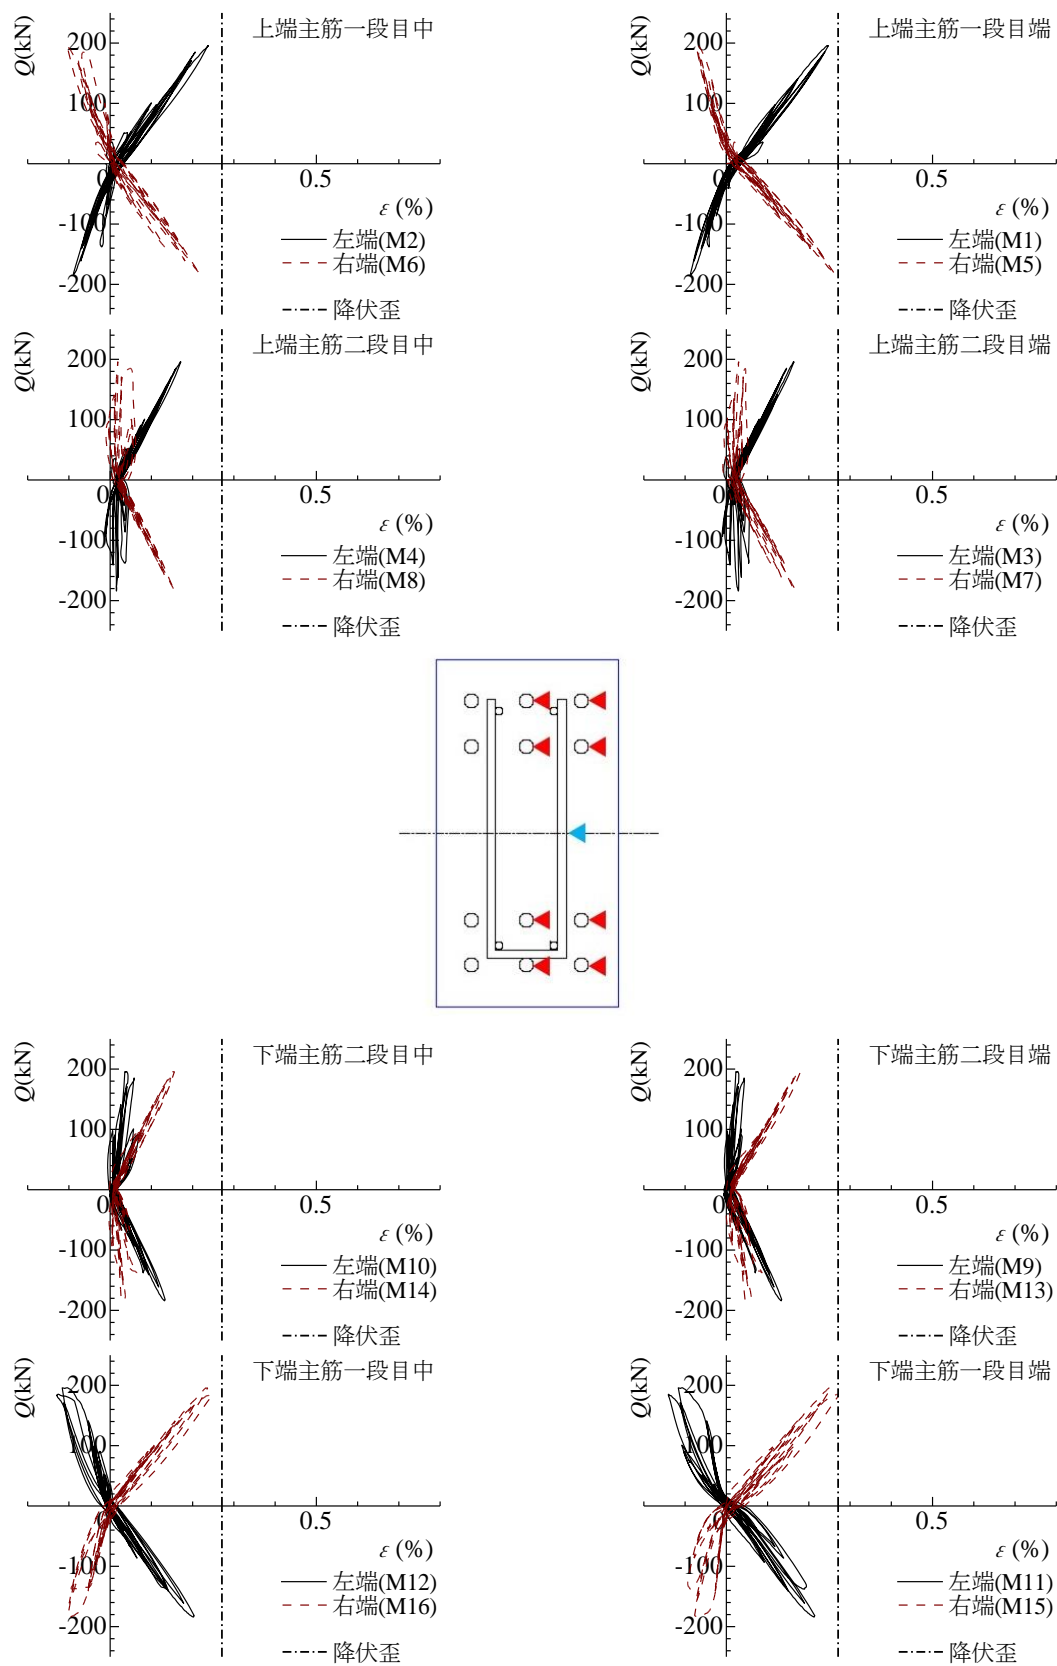 上端主筋一段目中
Q(kN)
200
100
0
0.5
-100
-200
ε (%)
左端(M2)
右端(M6)
降伏歪
上端主筋一段目端
Q(kN)
200
100
0
0.5
-100
-200
ε (%)
左端(M1)
右端(M5)
降伏歪
上端主筋二段目中
Q(kN)
200
100
0
0.5
-100
-200
ε (%)
左端(M4)
右端(M8)
降伏歪
上端主筋二段目端
Q(kN)
200
100
0
0.5
-100
-200
ε (%)
左端(M3)
右端(M7)
降伏歪
下端主筋二段目中
Q(kN)
200
100
0
0.5
-100
-200
ε (%)
左端(M10)
右端(M14)
降伏歪
下端主筋二段目端
Q(kN)
200
100
0
0.5
-100
-200
ε (%)
左端(M9)
右端(M13)
降伏歪
下端主筋一段目中
Q(kN)
200
100
0
0.5
-100
-200
ε (%)
左端(M12)
右端(M16)
降伏歪
下端主筋一段目端
Q(kN)
200
100
0
0.5
-100
-200
ε (%)
左端(M11)
右端(M15)
降伏歪